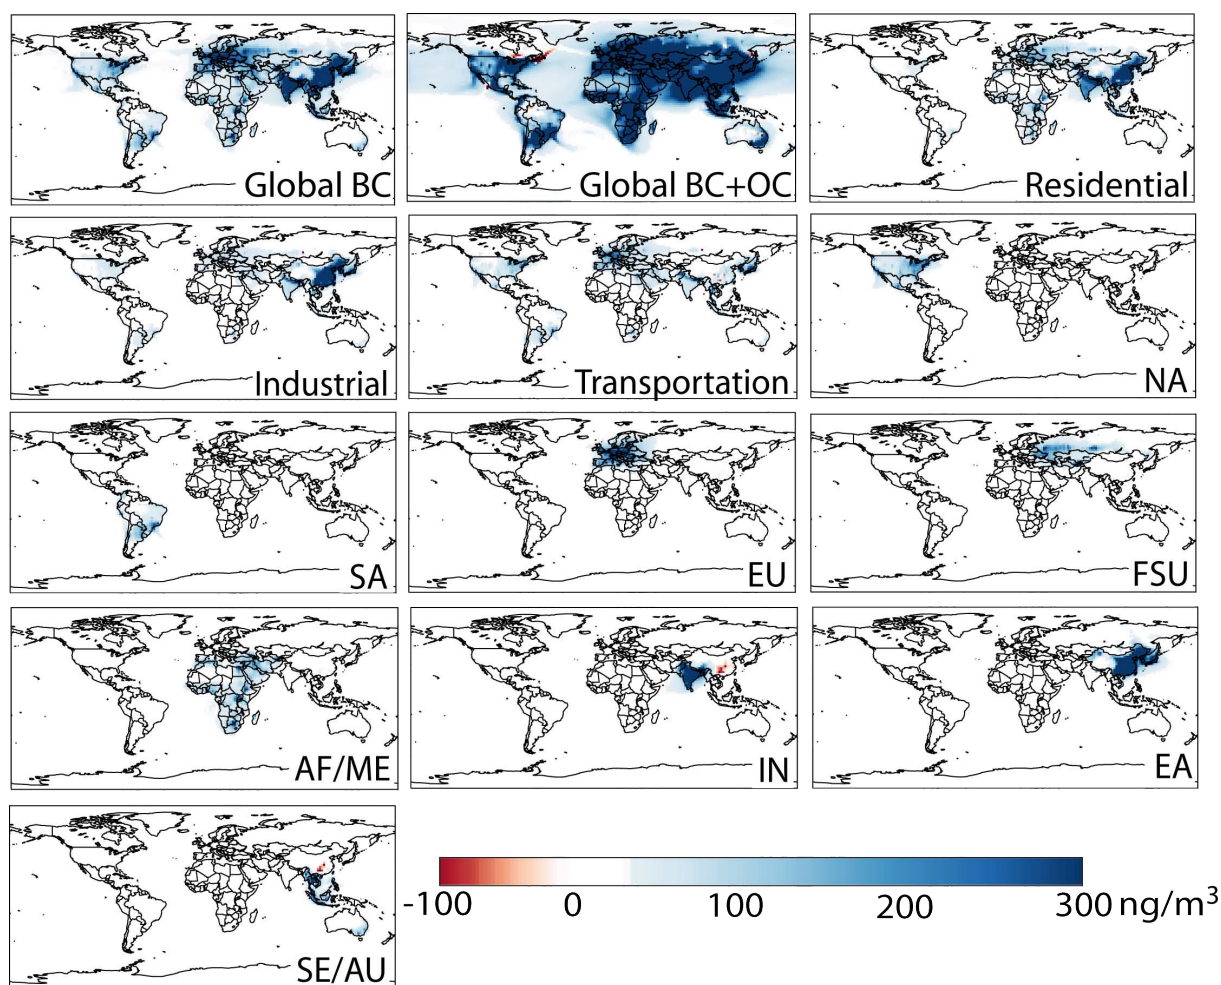 Global BC
Global BC+OC
Residential
Industrial
Transportation
NA
SA
EU
FSU
AF/ME
IN
EA
SE/AU
-100 0 100 200 300 ng/m³